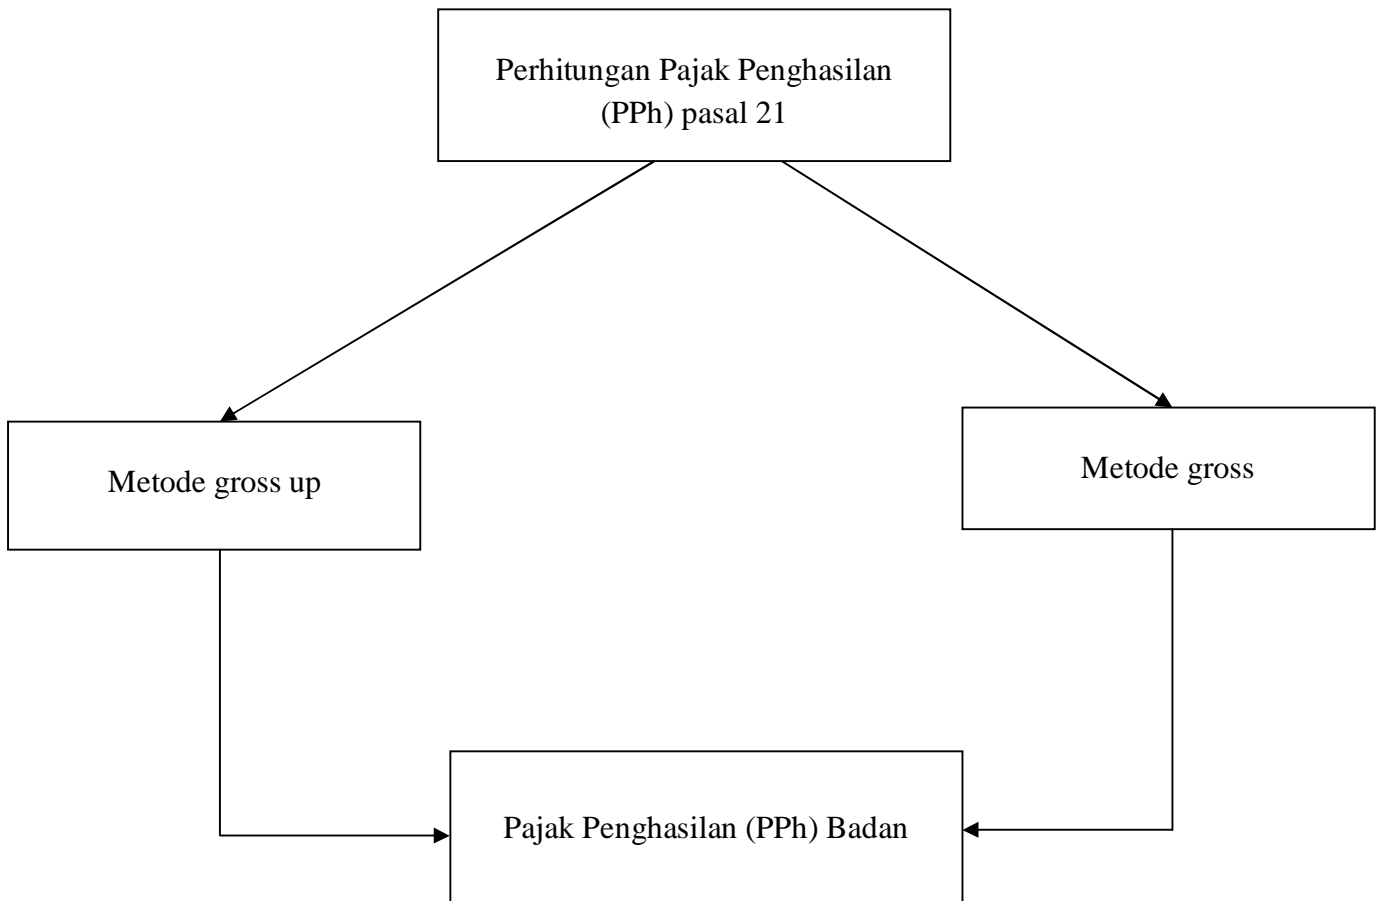 Perhitungan Pajak Penghasilan
(PPh) pasal 21
Metode gross up
Metode gross
Pajak Penghasilan (PPh) Badan